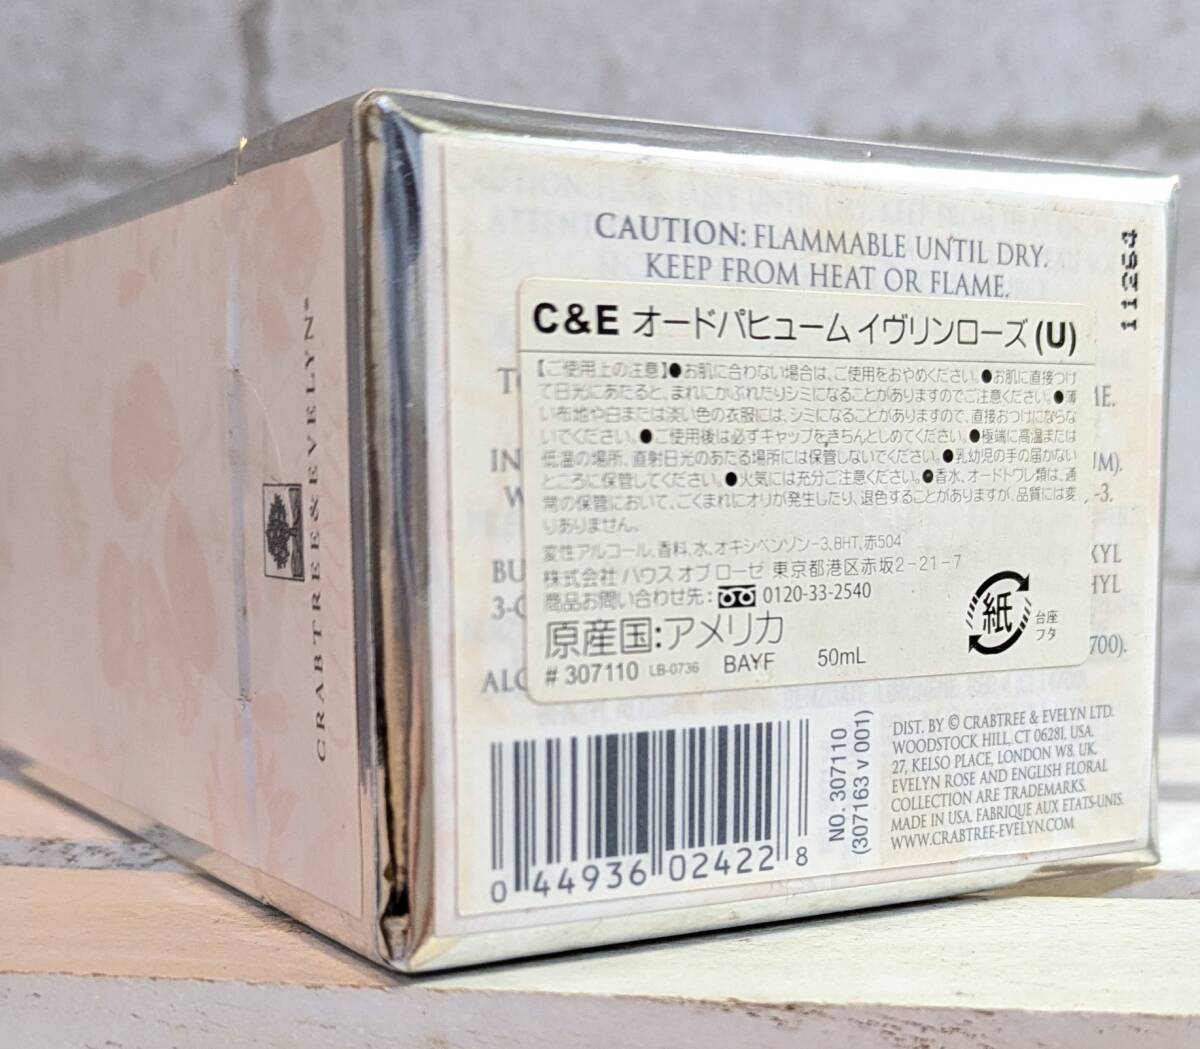 CRABTREE & EVELYN®
CAUTION: FLAMMABLE UNTIL DRY.
KEEP FROM HEAT OR FLAME.
11264
C&E オードパヒューム イヴリンローズ (U)
【ご使用上の注意】●お肌に合わない場合は、ご使用をおやめください。●お肌に直接つけ
て日光にあたると、まれにかぶれたりシミになることがありますのでご注意ください。●薄
い布地や白または淡い色の衣服には、シミになることがありますので、直接おつけにならな
いでください。●ご使用後は必ずキャップをきちんとしめてください。●極端に高温または
低温の場所、直射日光のあたる場所には保管しないでください。●乳幼児の手の届かない
ところに保管してください。●火気には充分ご注意ください。●香水、オードトワレ類は、通
常の保管において、ごくまれにオリが発生したり、退色することがありますが、品質には変
りありません。
変性アルコール、香料、水、オキシベンゾン-3、BHT、赤504
株式会社 ハウス オブ ローゼ 東京都港区赤坂2-21-7
商品お問い合わせ先: 0120-33-2540
原産国:アメリカ
# 307110 LB-0736 BAYF 50mL
紙 台座
フタ
TO
ME.
IN
UM).
W
-3.
BU
XYL
3-
HYL
700).
ALC
0 44936 02422 8
NO. 307110
(307163 v 001)
DIST. BY © CRABTREE & EVELYN LTD.
WOODSTOCK HILL, CT 06281, USA.
27, KELSO PLACE, LONDON W8. UK.
EVELYN ROSE AND ENGLISH FLORAL
COLLECTION ARE TRADEMARKS.
MADE IN USA. FABRIQUE AUX ETATS-UNIS.
WWW.CRABTREE-EVELYN.COM